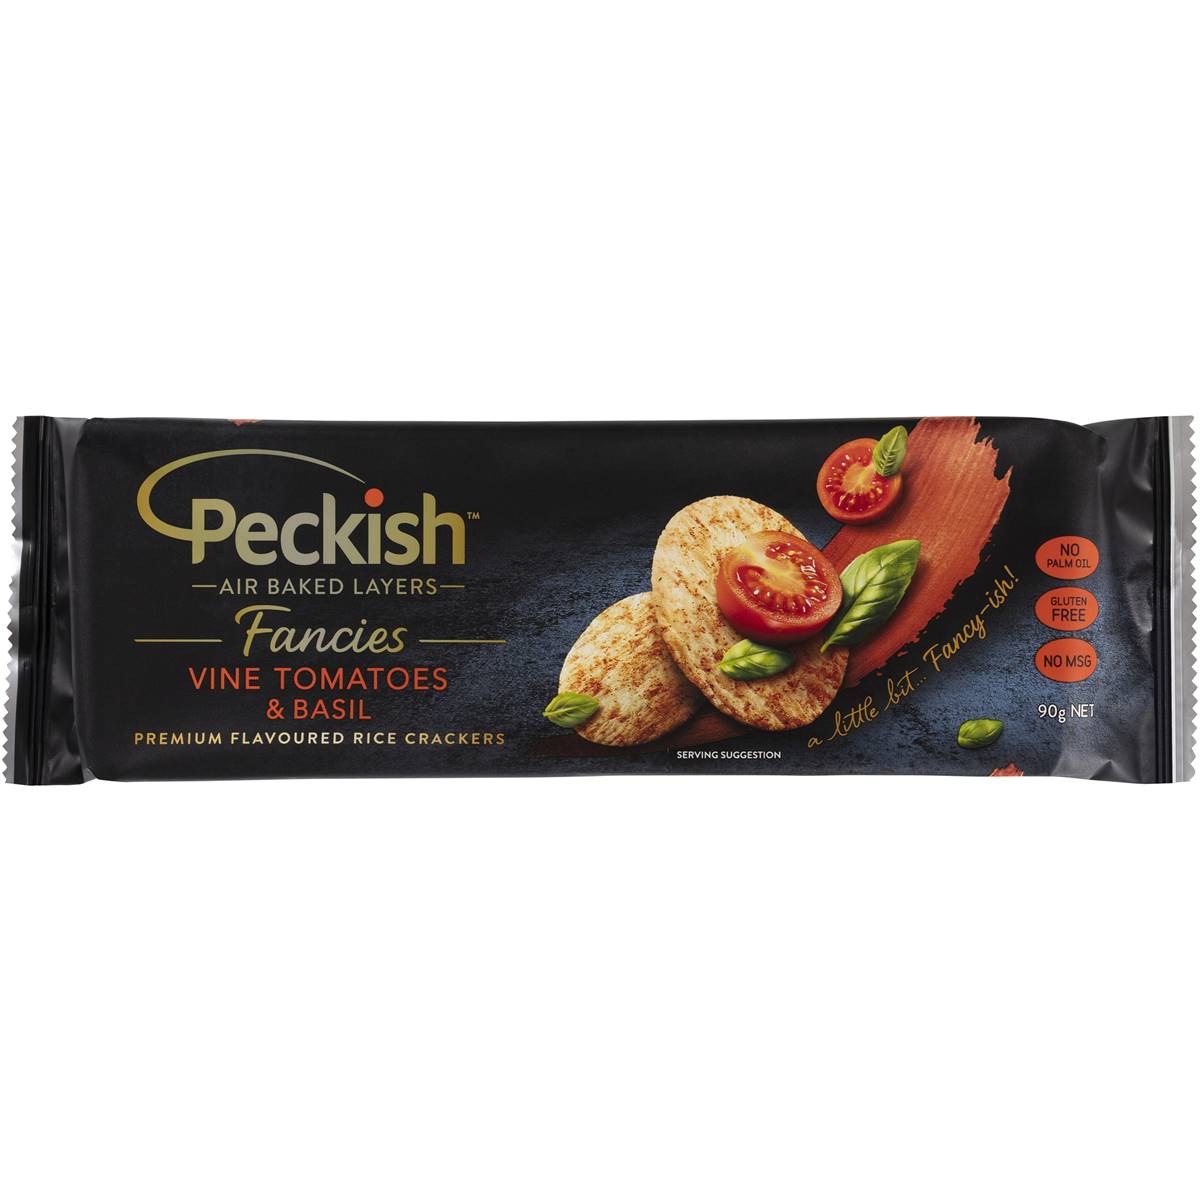 Peckish™
AIR BAKED LAYERS
Fancies
VINE TOMATOES
& BASIL
PREMIUM FLAVOURED RICE CRACKERS
SERVING SUGGESTION
a little bit... Fancy-ish!
NO
PALM OIL
GLUTEN
FREE
NO MSG
90g NET